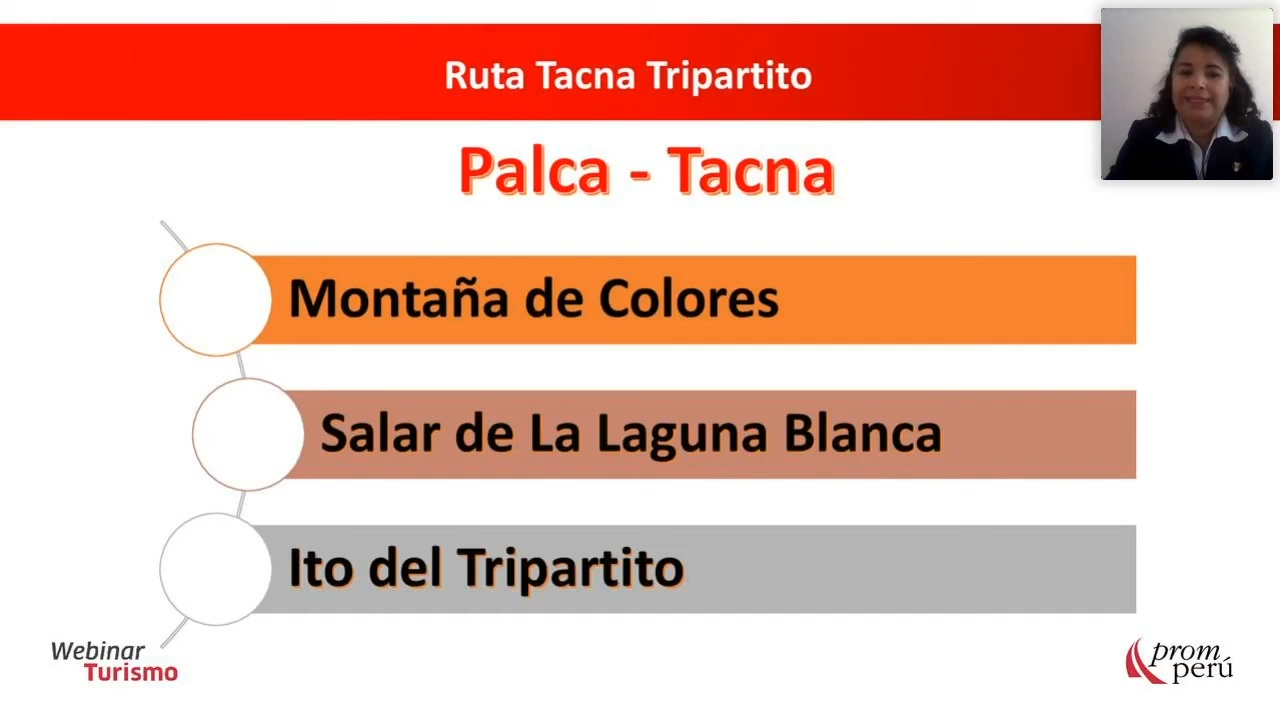 Ruta Tacna Tripartito
Palca - Tacna
Montaña de Colores
Salar de La Laguna Blanca
Ito del Tripartito
Webinar
Turismo
prom
perú